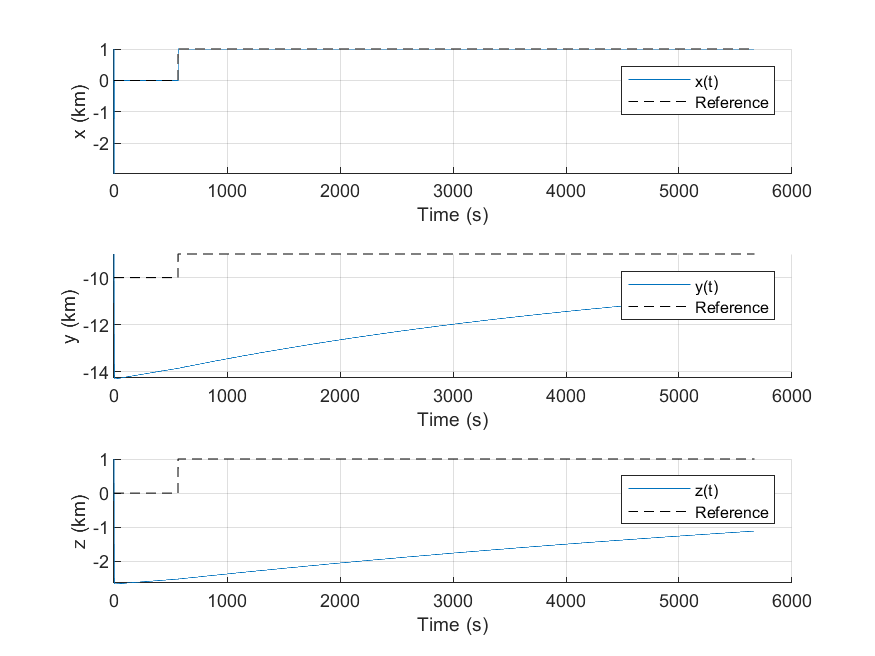 1
0
-1
-2
x (km)
x(t)
Reference
0 1000 2000 3000 4000 5000 6000
Time (s)
-10
-12
-14
y (km)
y(t)
Reference
0 1000 2000 3000 4000 5000 6000
Time (s)
1
0
-1
-2
z (km)
z(t)
Reference
0 1000 2000 3000 4000 5000 6000
Time (s)